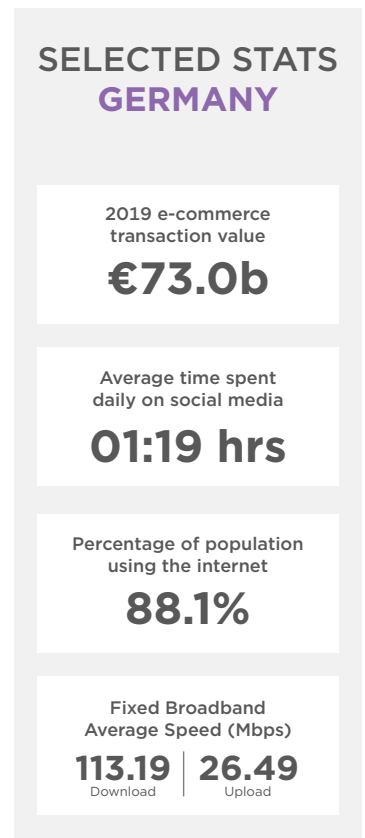 SELECTED STATS
GERMANY
2019 e-commerce
transaction value
€73.0b
Average time spent
daily on social media
01:19 hrs
Percentage of population
using the internet
88.1%
Fixed Broadband
Average Speed (Mbps)
113.19 26.49
Download Upload